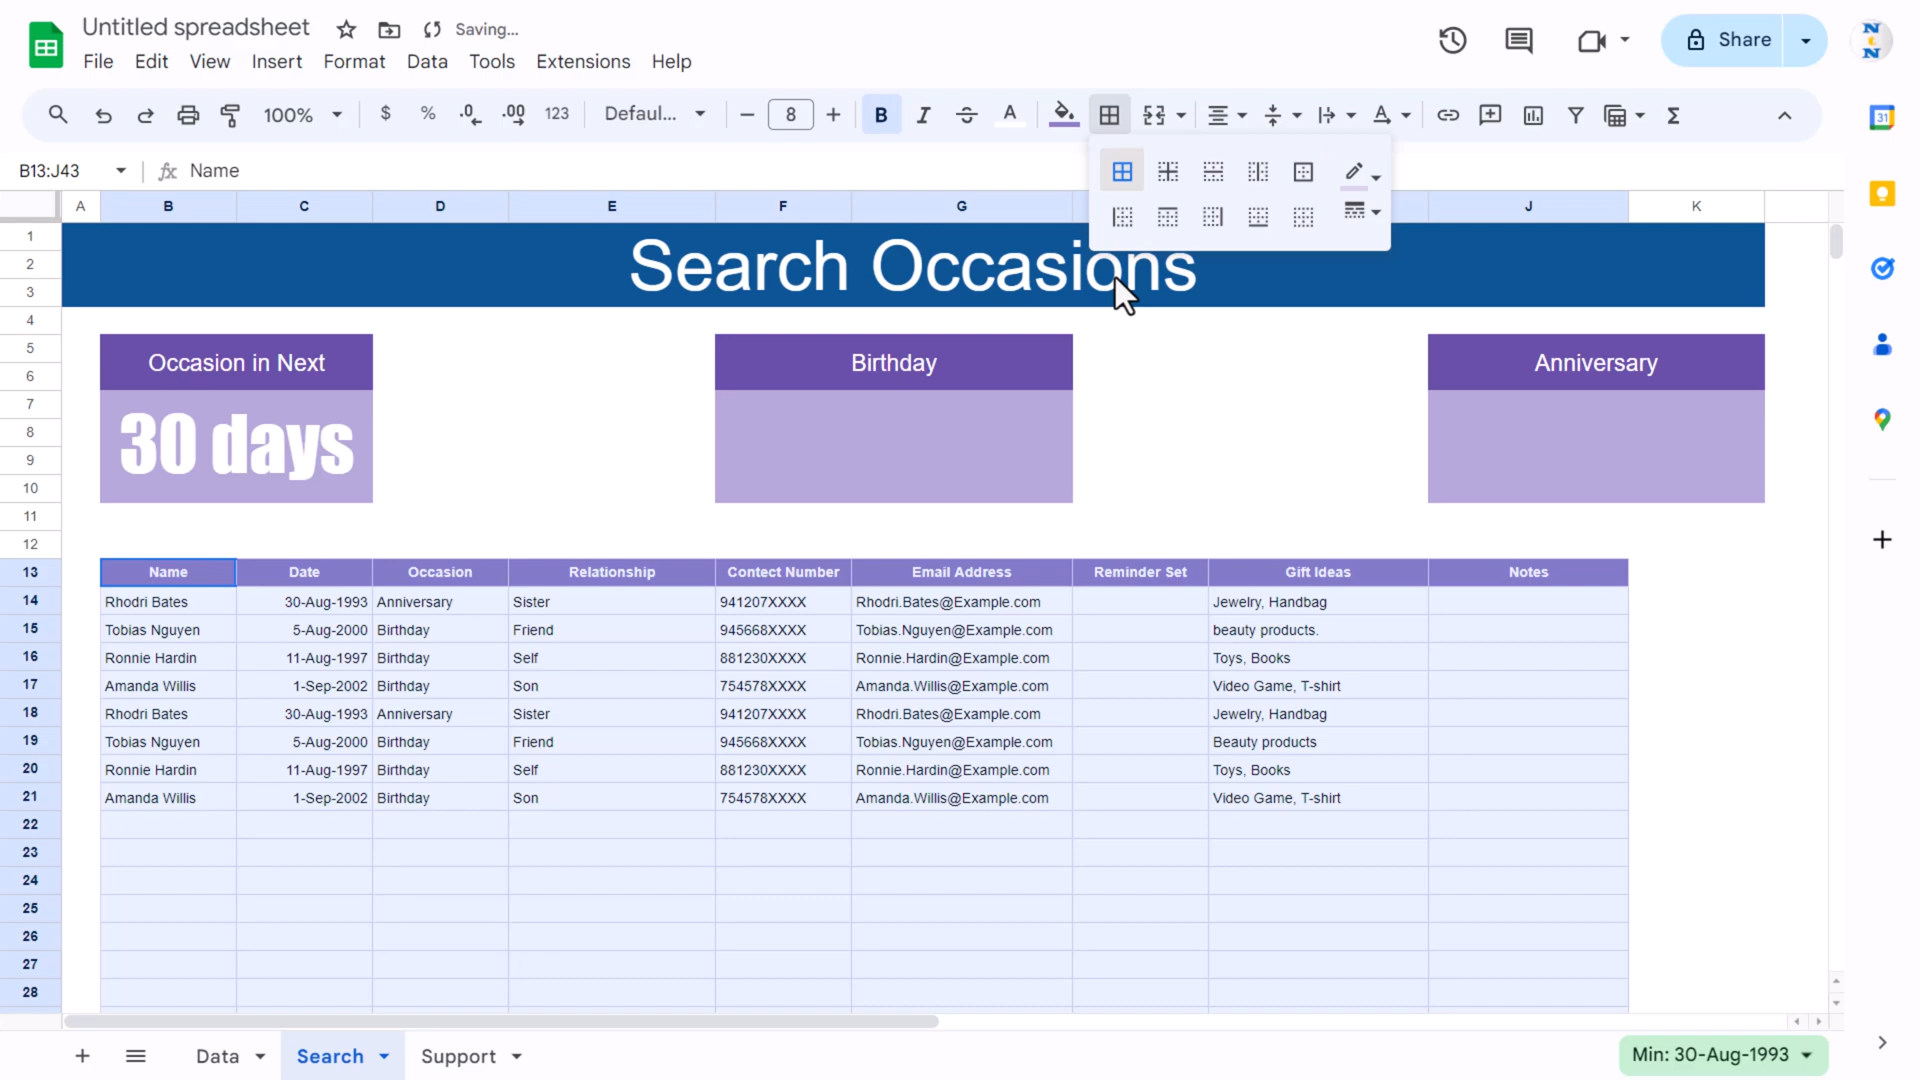 Untitled spreadsheet Saving...
File Edit View Insert Format Data Tools Extensions Help
Share
100% $ % .0 .00 123 Defaul... 8 B I A
31
B13:J43 fx Name
A B C D E F G J K
1
2
3
Search Occasions
4
5
6
Occasion in Next Birthday Anniversary
7
8
9
10
30 days
11
12
13 Name Date Occasion Relationship Contect Number Email Address Reminder Set Gift Ideas Notes
14 Rhodri Bates 30-Aug-1993 Anniversary Sister 941207XXXX Rhodri.Bates@Example.com Jewelry, Handbag
15 Tobias Nguyen 5-Aug-2000 Birthday Friend 945668XXXX Tobias.Nguyen@Example.com beauty products.
16 Ronnie Hardin 11-Aug-1997 Birthday Self 881230XXXX Ronnie.Hardin@Example.com Toys, Books
17 Amanda Willis 1-Sep-2002 Birthday Son 754578XXXX Amanda.Willis@Example.com Video Game, T-shirt
18 Rhodri Bates 30-Aug-1993 Anniversary Sister 941207XXXX Rhodri.Bates@Example.com Jewelry, Handbag
19 Tobias Nguyen 5-Aug-2000 Birthday Friend 945668XXXX Tobias.Nguyen@Example.com Beauty products
20 Ronnie Hardin 11-Aug-1997 Birthday Self 881230XXXX Ronnie.Hardin@Example.com Toys, Books
21 Amanda Willis 1-Sep-2002 Birthday Son 754578XXXX Amanda.Willis@Example.com Video Game, T-shirt
22
23
24
25
26
27
28
Data Search Support Min: 30-Aug-1993